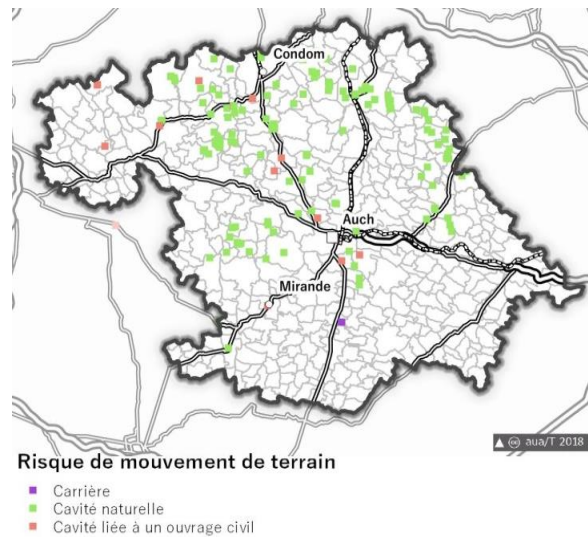 Condom
Auch
Mirande
aua/T 2018
Risque de mouvement de terrain
Carrière
Cavité naturelle
Cavité liée à un ouvrage civil